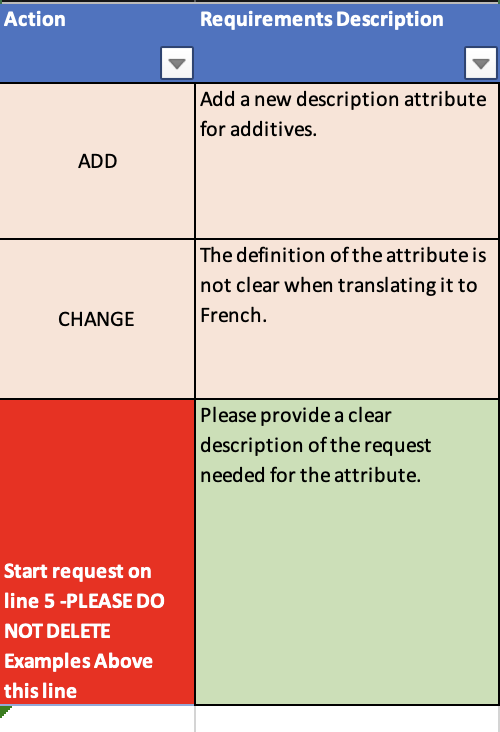 Action
Requirements Description
ADD
Add a new description attribute
for additives.
CHANGE
The definition of the attribute is
not clear when translating it to
French.
Start request on
line 5 -PLEASE DO
NOT DELETE
Examples Above
this line
Please provide a clear
description of the request
needed for the attribute.